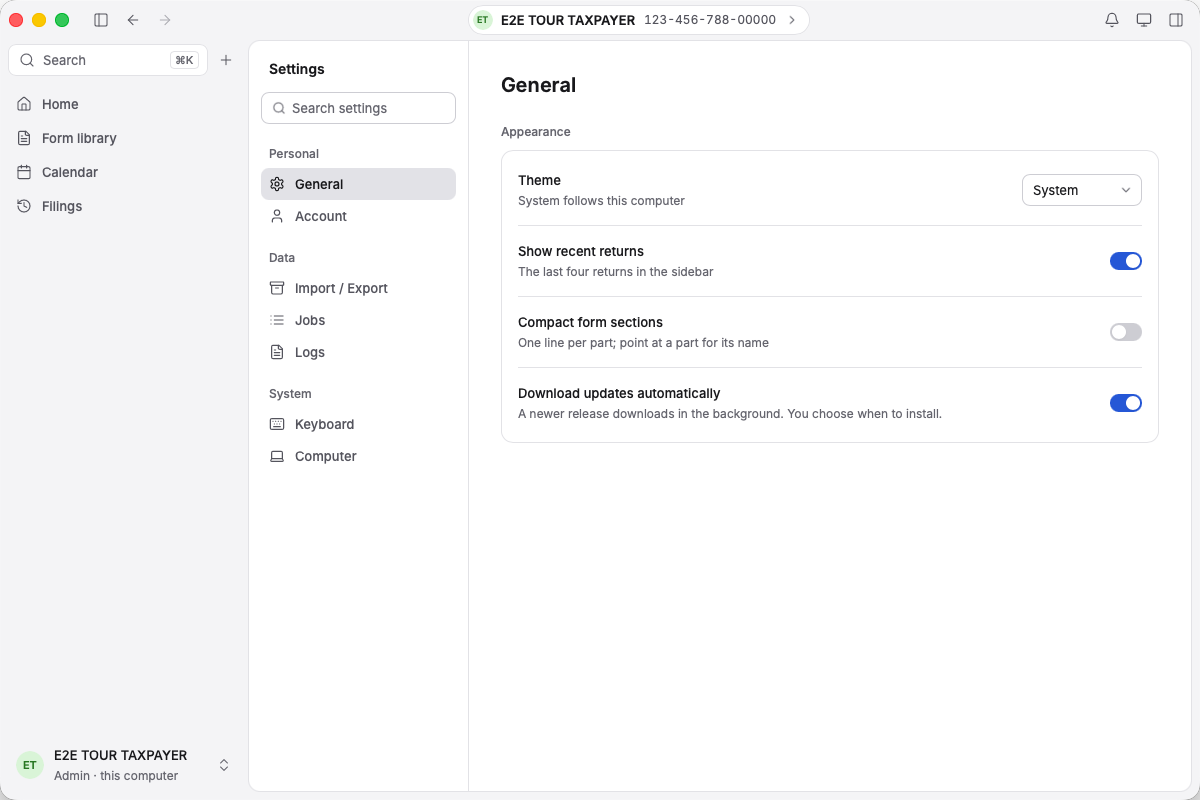 ET E2E TOUR TAXPAYER 123-456-788-00000
Search ⌘K
Home
Form library
Calendar
Filings
ET E2E TOUR TAXPAYER
Admin · this computer
Settings
Search settings
Personal
General
Account
Data
Import / Export
Jobs
Logs
System
Keyboard
Computer
General
Appearance
Theme
System follows this computer
System
Show recent returns
The last four returns in the sidebar
Compact form sections
One line per part; point at a part for its name
Download updates automatically
A newer release downloads in the background. You choose when to install.